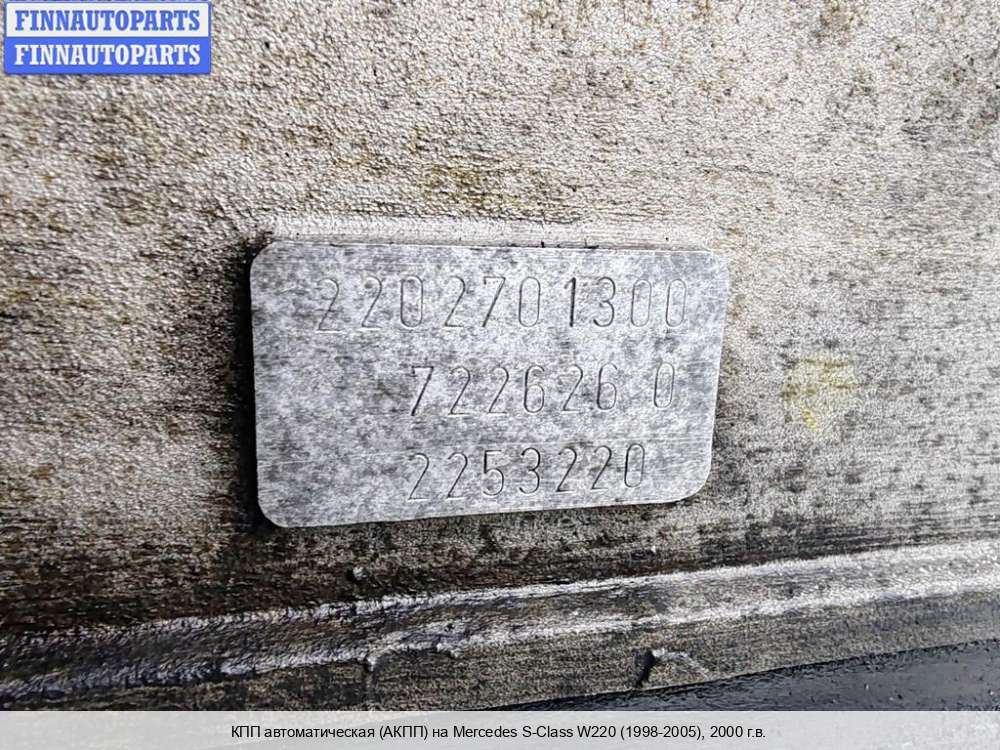 FINNAUTOPARTS
FINNAUTOPARTS
2202701300
722626 0
2253220
КПП автоматическая (АКПП) на Mercedes S-Class W220 (1998-2005), 2000 г.в.